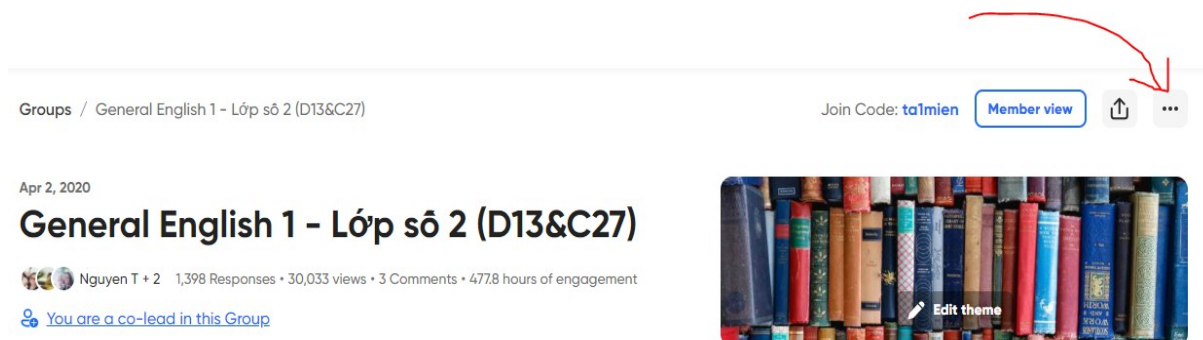 Groups / General English 1 - Lớp số 2 (D13&C27)
Join Code: ta1mien Member view
Apr 2, 2020
General English 1 - Lớp số 2 (D13&C27)
Nguyen T + 2 1,398 Responses • 30,033 views • 3 Comments • 477.8 hours of engagement
You are a co-lead in this Group
Edit theme